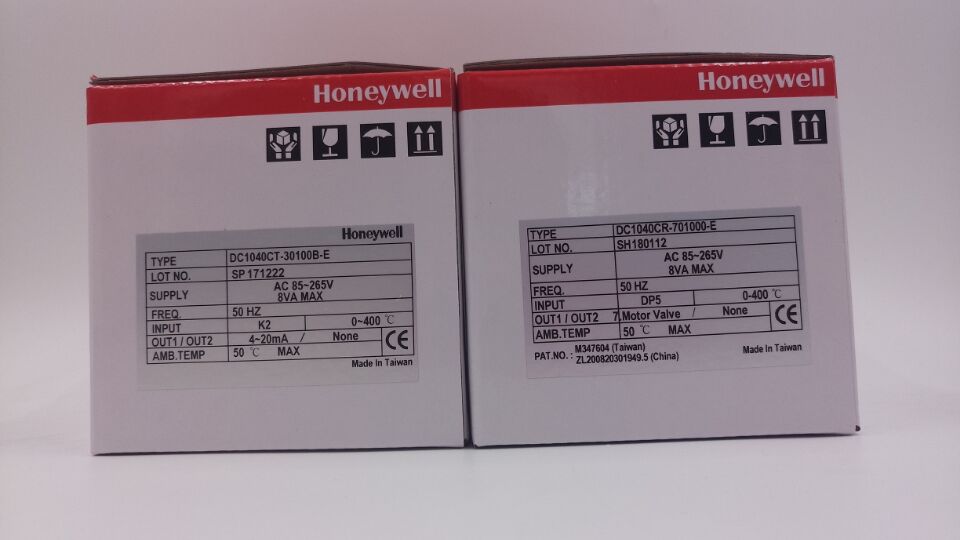 Honeywell
Honeywell
TYPE DC1040CT-30100B-E
LOT NO. SP 171222
SUPPLY AC 85~265V
8VA MAX
FREQ. 50 HZ
INPUT K2 0~400 ℃
OUT1 / OUT2 4~20mA / None
CE
AMB.TEMP 50 ℃ MAX
Made In Taiwan
Honeywell
TYPE DC1040CR-701000-E
LOT NO. SH180112
SUPPLY AC 85~265V
8VA MAX
FREQ. 50 HZ
INPUT DP5 0-400 ℃
OUT1 / OUT2 7.Motor Valve / None
CE
AMB.TEMP 50 ℃ MAX
PAT.NO. : M347604 (Taiwan)
ZL200820301949.5 (China)
Made In Taiwan